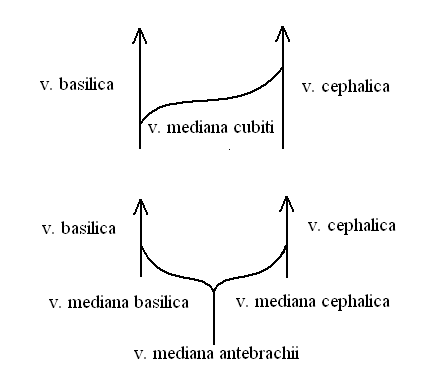 v. basilica
v. cephalica
v. mediana cubiti
v. basilica
v. cephalica
v. mediana basilica
v. mediana cephalica
v. mediana antebrachii